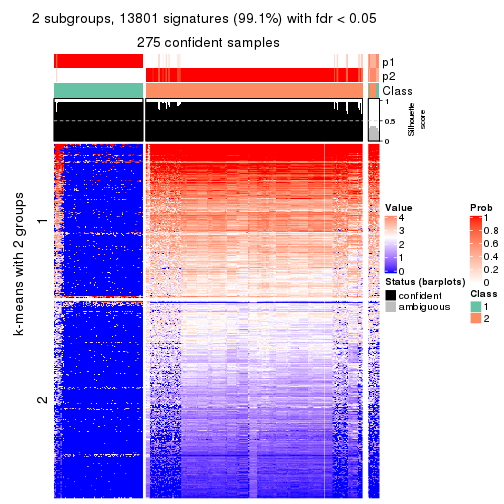 2 subgroups, 13801 signatures (99.1%) with fdr < 0.05
275 confident samples
p1
p2
Class
1
0.5
0
Silhouette
score
k-means with 2 groups
1
2
Value
4
3
2
1
0
Prob
1
0.8
0.6
0.4
0.2
0
Status (barplots)
confident
ambiguous
Class
1
2